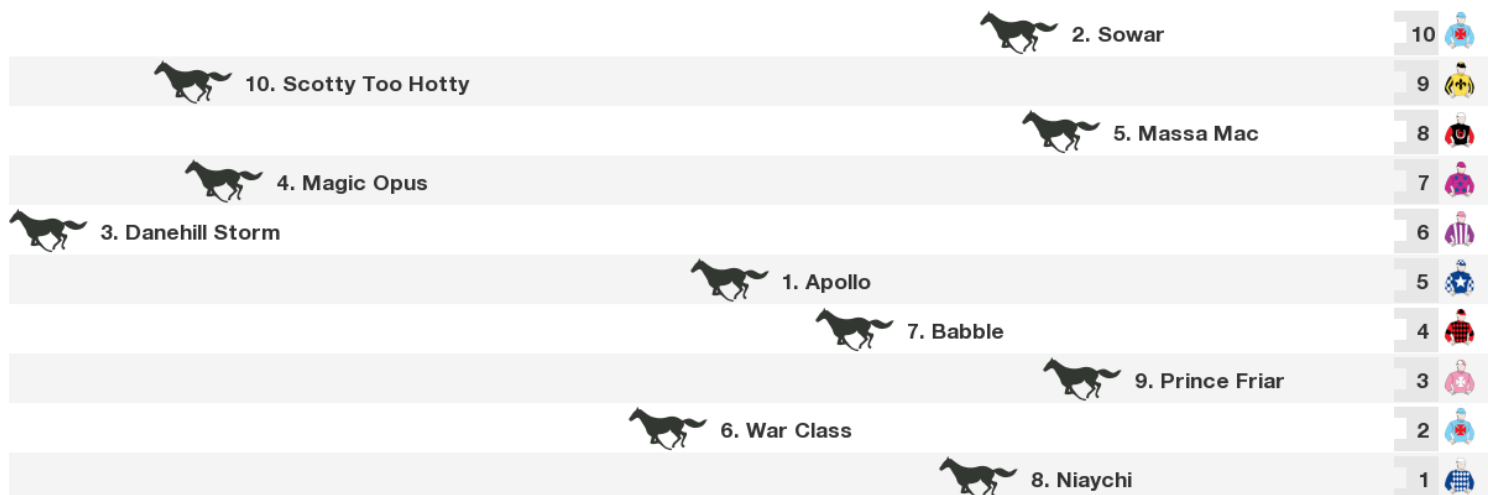 2. Sowar 10
10. Scotty Too Hotty 9
5. Massa Mac 8
4. Magic Opus 7
3. Danehill Storm 6
1. Apollo 5
7. Babble 4
9. Prince Friar 3
6. War Class 2
8. Niaychi 1